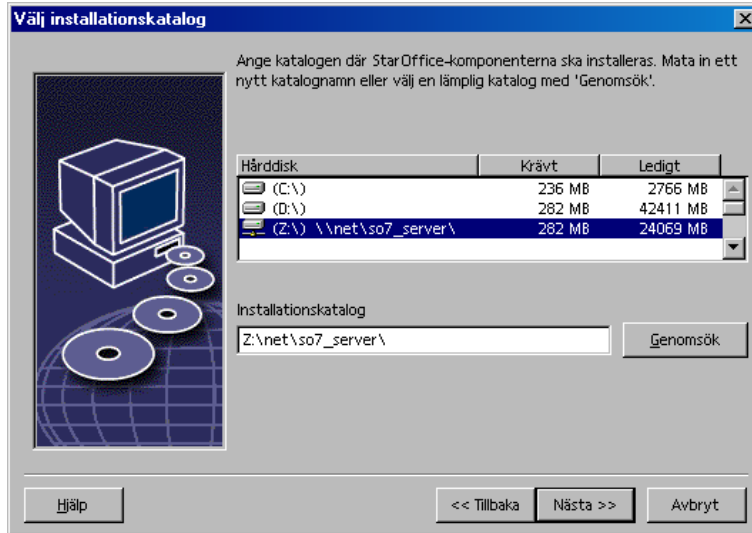 Välj installationskatalog
Ange katalogen där StarOffice-komponenterna ska installeras. Mata in ett
nytt katalognamn eller välj en lämplig katalog med 'Genomsök'.
Hårddisk Krävt Ledigt
(C:\) 236 MB 2766 MB
(D:\) 282 MB 42411 MB
(Z:\) \\net\so7_server\ 282 MB 24069 MB
Installationskatalog
Z:\net\so7_server\ Genomsök
Hjälp << Tillbaka Nästa >> Avbryt